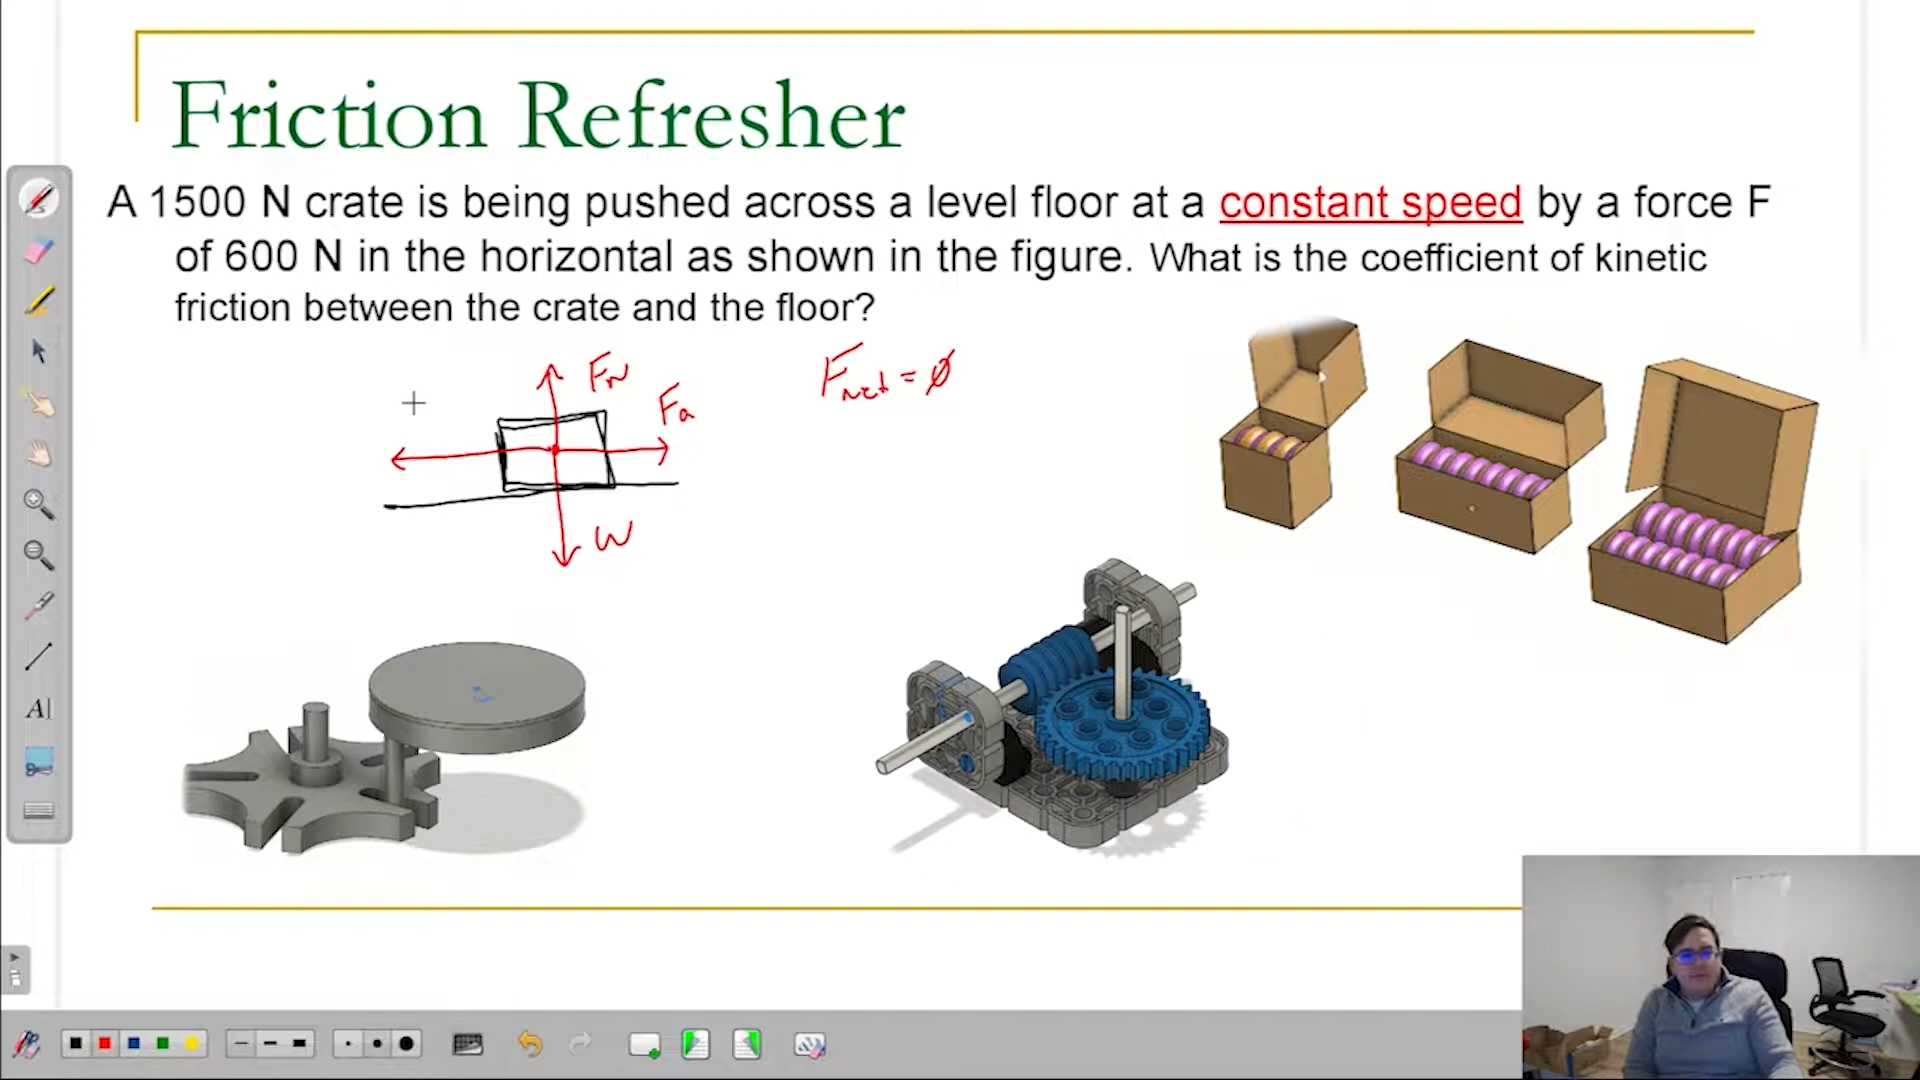 Friction Refresher
A 1500 N crate is being pushed across a level floor at a constant speed by a force F
of 600 N in the horizontal as shown in the figure. What is the coefficient of kinetic
friction between the crate and the floor?
FN
Fnet = ∅
Fa
W
A